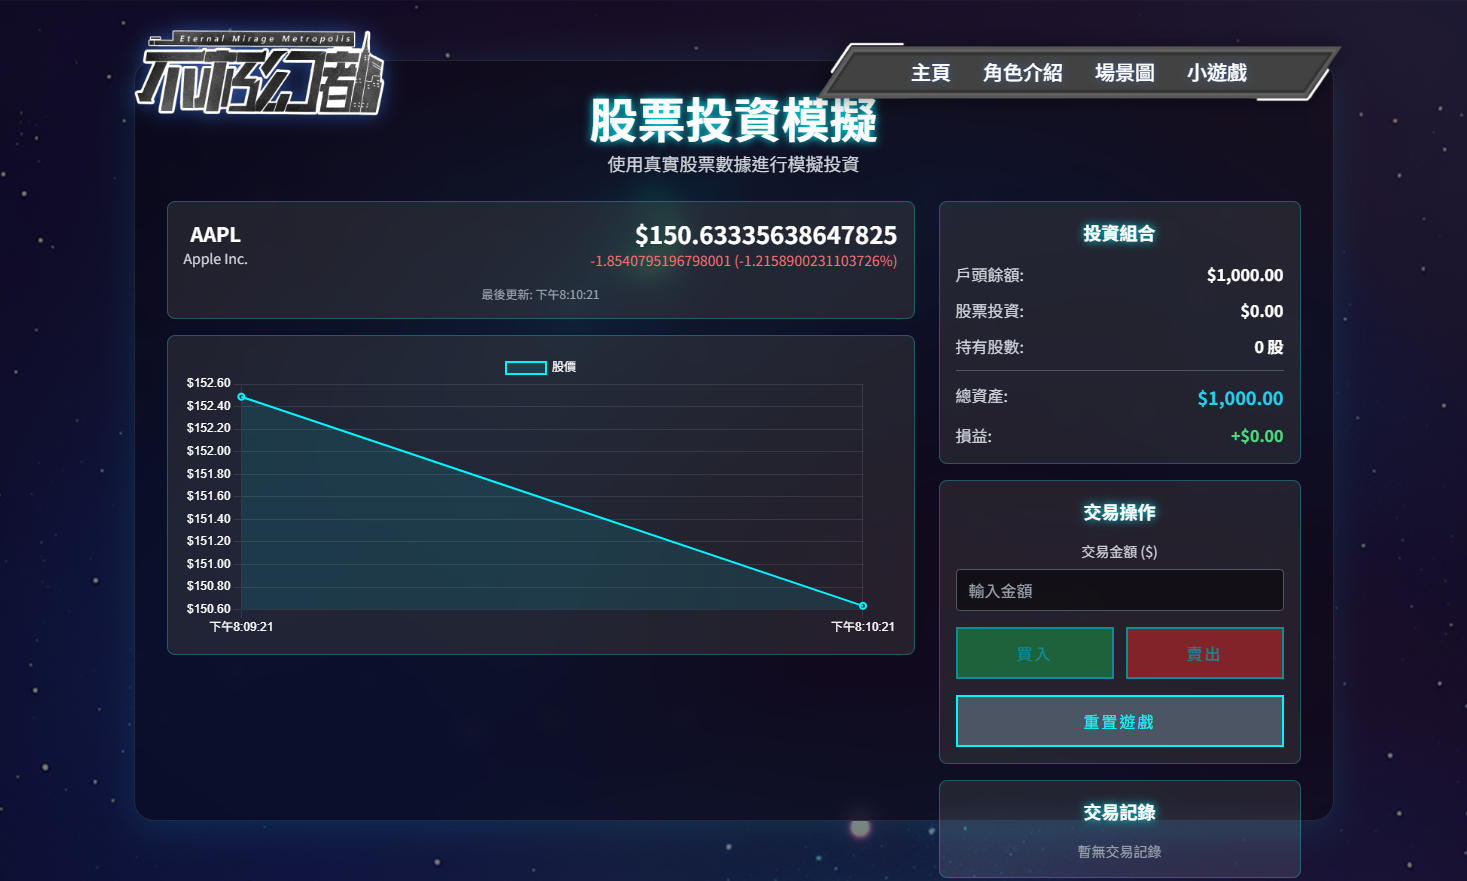 Eternal Mirage Metropolis
不朽幻都
主頁 角色介紹 場景圖 小遊戲
股票投資模擬
使用真實股票數據進行模擬投資
AAPL
Apple Inc.
$150.63335638647825
-1.8540795196798001 (-1.2158900231103726%)
最後更新: 下午8:10:21
股價
$152.60
$152.40
$152.20
$152.00
$151.80
$151.60
$151.40
$151.20
$151.00
$150.80
$150.60
下午8:09:21 下午8:10:21
投資組合
戶頭餘額: $1,000.00
股票投資: $0.00
持有股數: 0 股
總資產: $1,000.00
損益: +$0.00
交易操作
交易金額 ($)
輸入金額
買入 賣出
重置遊戲
交易記錄
暫無交易記錄